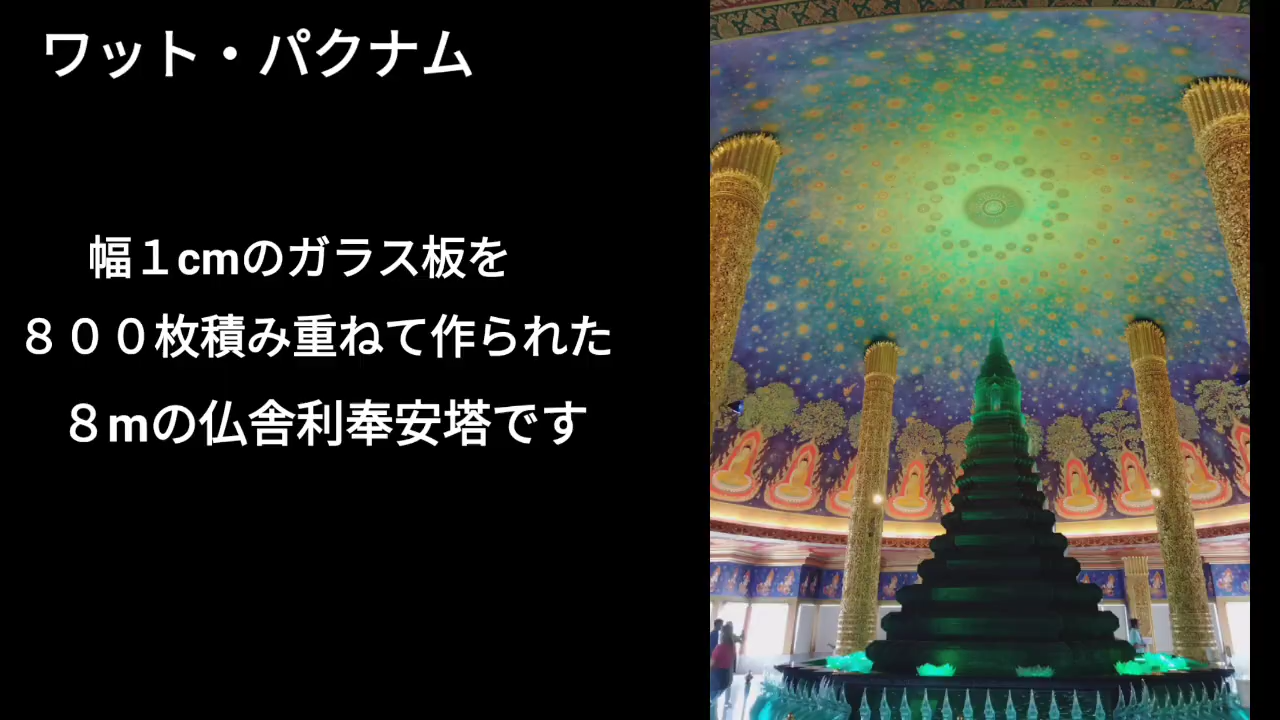 ワット・パクナム
幅１cmのガラス板を
８００枚積み重ねて作られた
８mの仏舎利奉安塔です